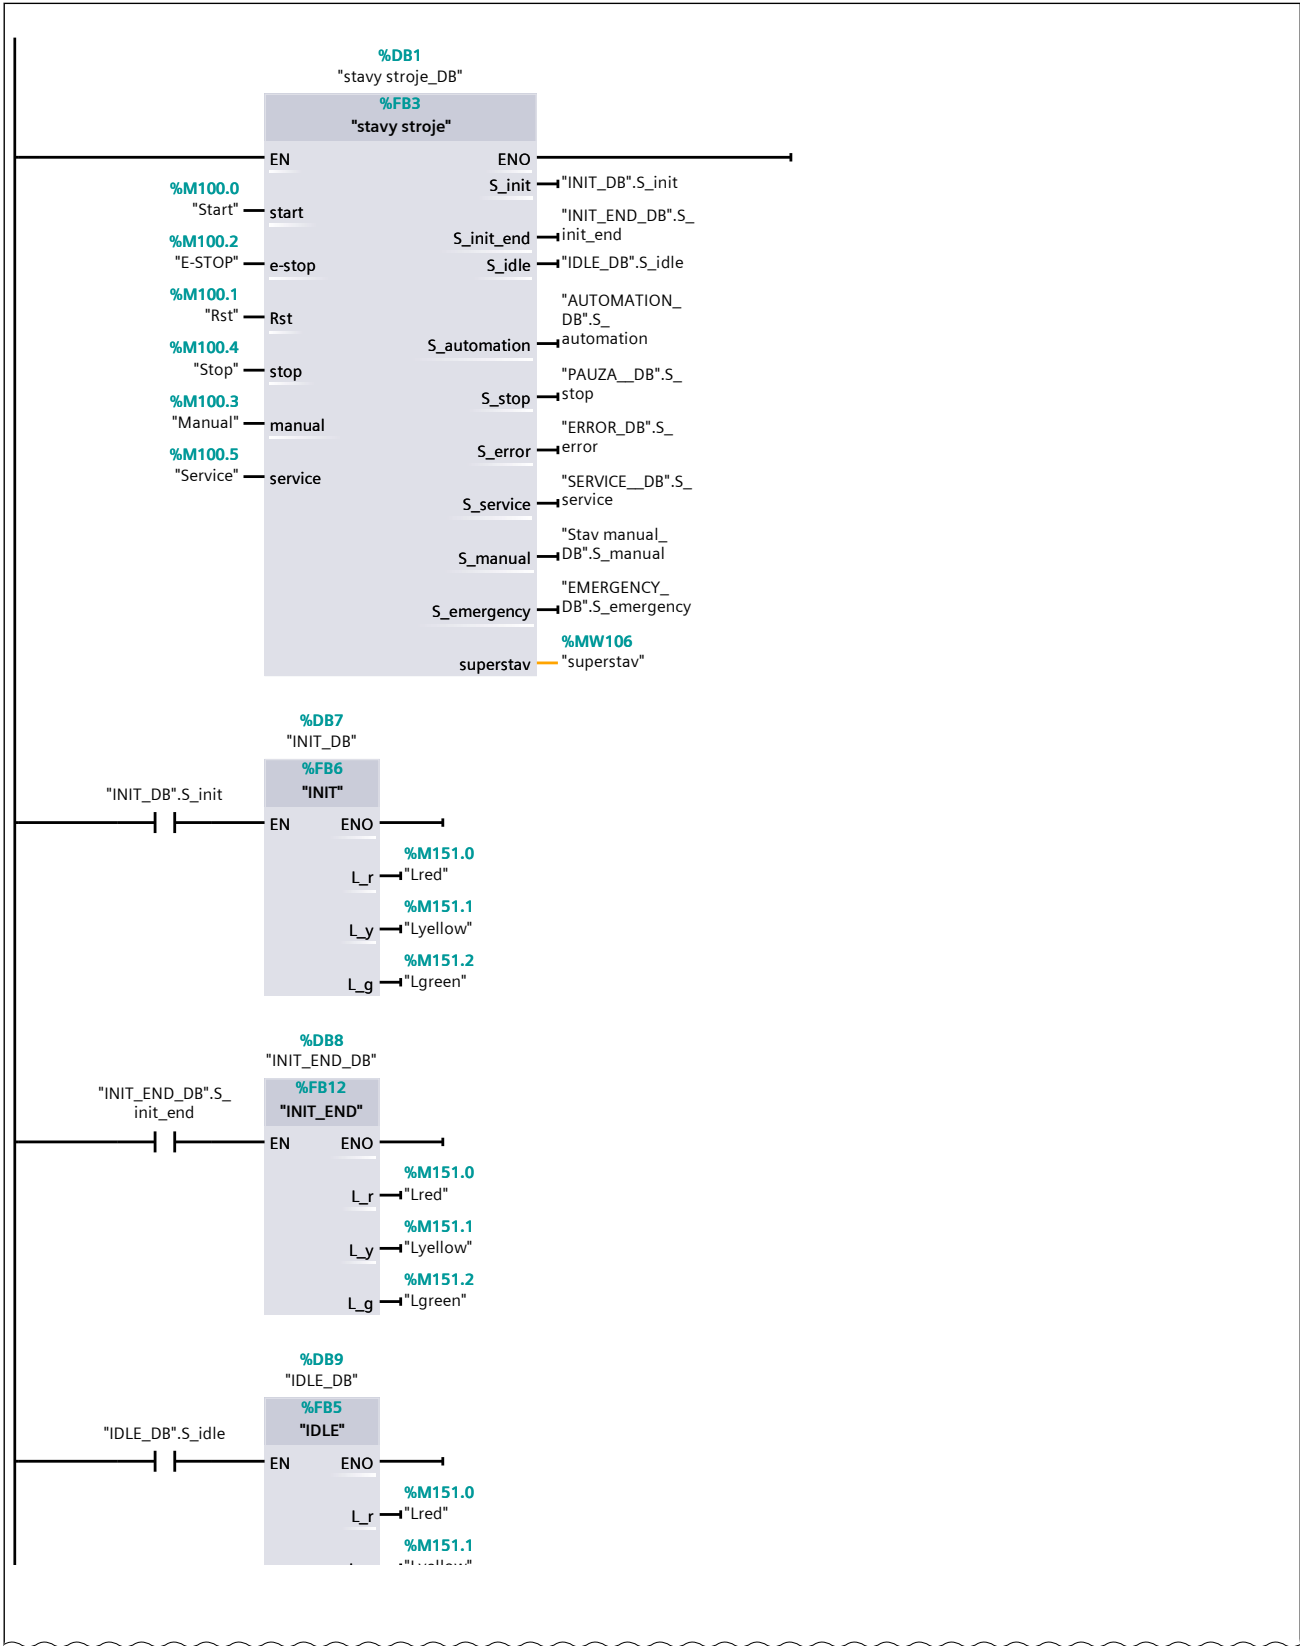 %DB1
"stavy stroje_DB"
%FB3
"stavy stroje"
EN ENO
%M100.0
"Start" start
S_init "INIT_DB".S_init
%M100.2
"E-STOP" e-stop
S_init_end "INIT_END_DB".S_
init_end
S_idle "IDLE_DB".S_idle
%M100.1
"Rst" Rst
%M100.4
"Stop" stop
S_automation "AUTOMATION_
DB".S_
automation
%M100.3
"Manual" manual
S_stop "PAUZA__DB".S_
stop
%M100.5
"Service" service
S_error "ERROR_DB".S_
error
S_service "SERVICE__DB".S_
service
S_manual "Stav manual_
DB".S_manual
S_emergency "EMERGENCY_
DB".S_emergency
%MW106
superstav "superstav"
%DB7
"INIT_DB"
%FB6
"INIT"
"INIT_DB".S_init
EN ENO
%M151.0
L_r "Lred"
%M151.1
L_y "Lyellow"
%M151.2
L_g "Lgreen"
%DB8
"INIT_END_DB"
%FB12
"INIT_END"
"INIT_END_DB".S_
init_end
EN ENO
%M151.0
L_r "Lred"
%M151.1
L_y "Lyellow"
%M151.2
L_g "Lgreen"
%DB9
"IDLE_DB"
%FB5
"IDLE"
"IDLE_DB".S_idle
EN ENO
%M151.0
L_r "Lred"
%M151.1